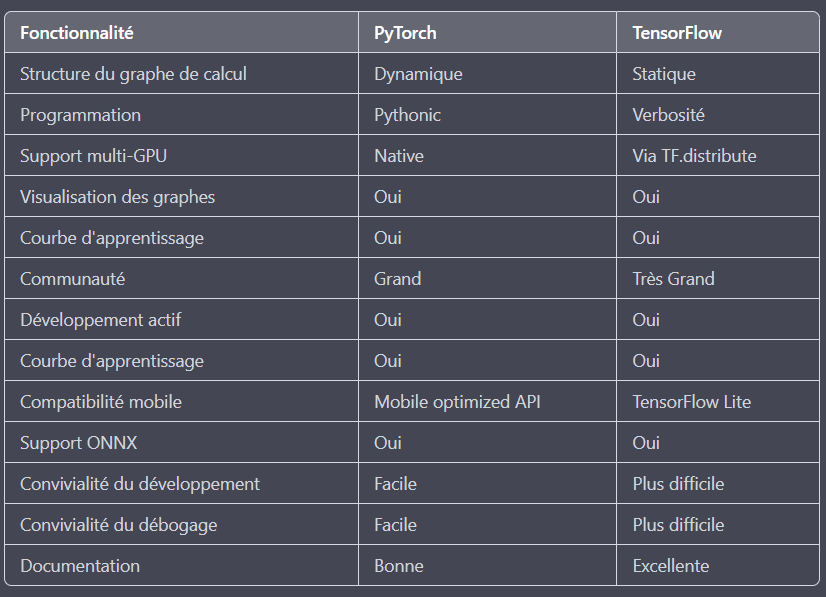 Fonctionnalité PyTorch TensorFlow
Structure du graphe de calcul Dynamique Statique
Programmation Pythonic Verbosité
Support multi-GPU Native Via TF.distribute
Visualisation des graphes Oui Oui
Courbe d'apprentissage Oui Oui
Communauté Grand Très Grand
Développement actif Oui Oui
Courbe d'apprentissage Oui Oui
Compatibilité mobile Mobile optimized API TensorFlow Lite
Support ONNX Oui Oui
Convivialité du développement Facile Plus difficile
Convivialité du débogage Facile Plus difficile
Documentation Bonne Excellente